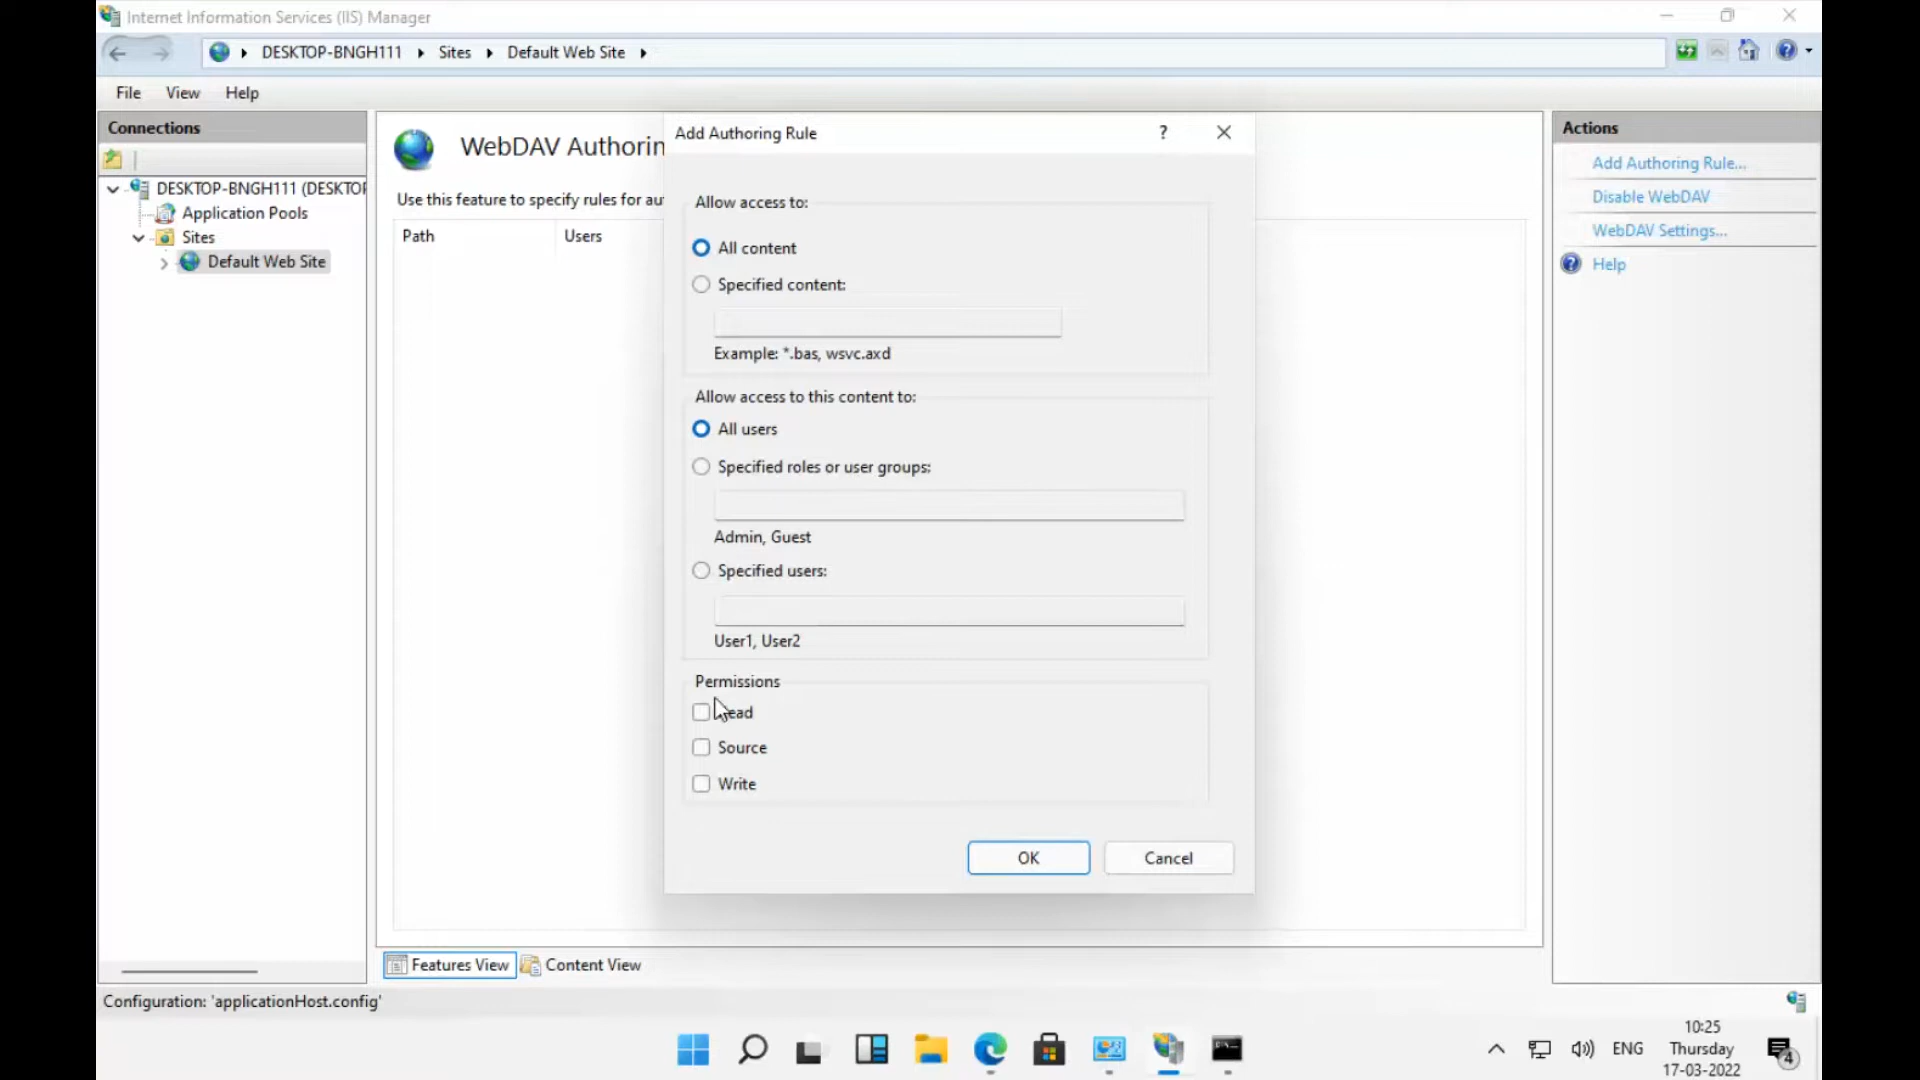 Internet Information Services (IIS) Manager
DESKTOP-BNGH111 Sites Default Web Site
File View Help
Connections
DESKTOP-BNGH111 (DESKTOP
Application Pools
Sites
Default Web Site
WebDAV Authorin
Use this feature to specify rules for au
Path Users
Add Authoring Rule
?
Allow access to:
All content
Specified content:
Example: *.bas, wsvc.axd
Allow access to this content to:
All users
Specified roles or user groups:
Admin, Guest
Specified users:
User1, User2
Permissions
ead
Source
Write
OK Cancel
Actions
Add Authoring Rule...
Disable WebDAV
WebDAV Settings...
Help
Features View Content View
Configuration: 'applicationHost.config'
ENG
10:25
Thursday
17-03-2022
4